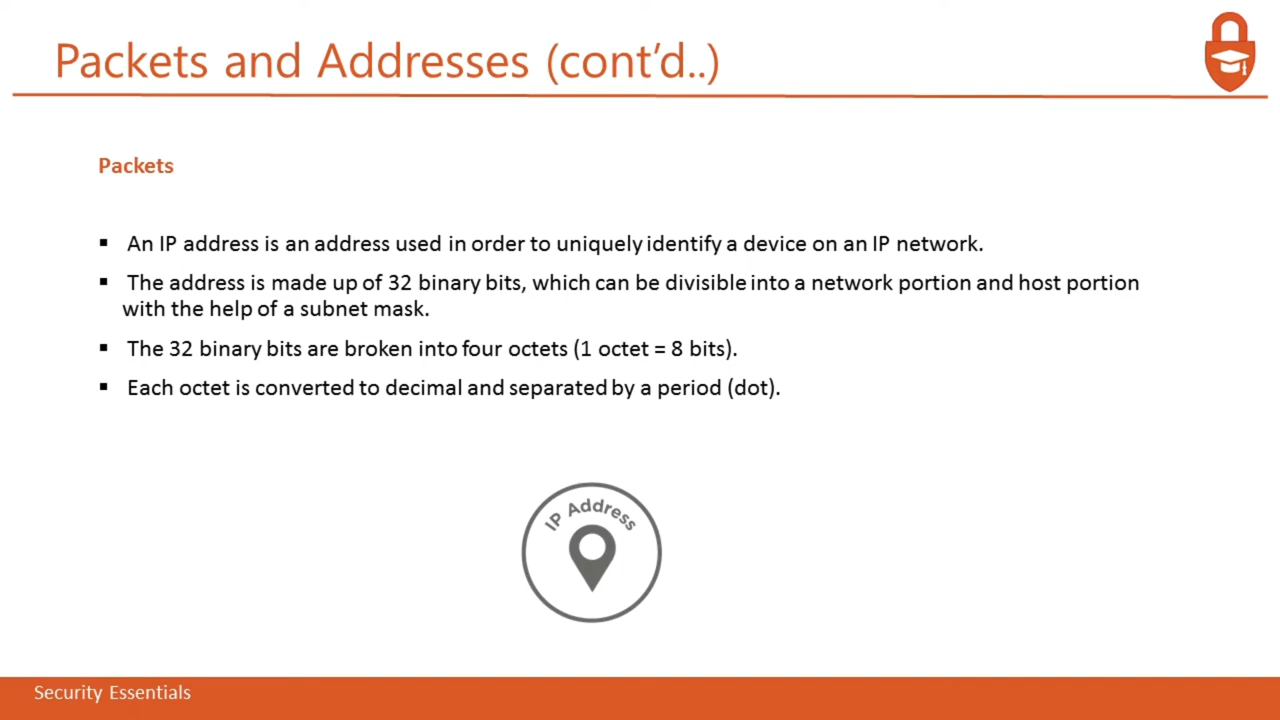 Packets and Addresses (cont'd..)
Packets
▪ An IP address is an address used in order to uniquely identify a device on an IP network.
▪ The address is made up of 32 binary bits, which can be divisible into a network portion and host portion
with the help of a subnet mask.
▪ The 32 binary bits are broken into four octets (1 octet = 8 bits).
▪ Each octet is converted to decimal and separated by a period (dot).
IP Address
Security Essentials